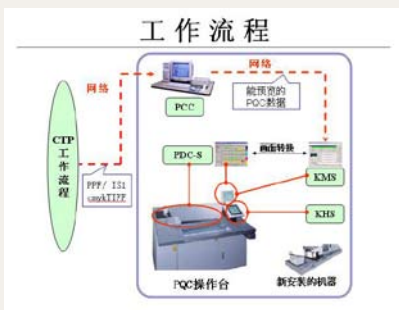 工作流程
网络
网络
PCC
能预览的
PQC数据
CTP
工作
流程
PDC-S
画面转换
PPF/ IS1
cmykTIFF
KMS
KHS
PQC操作台
新安装的机器